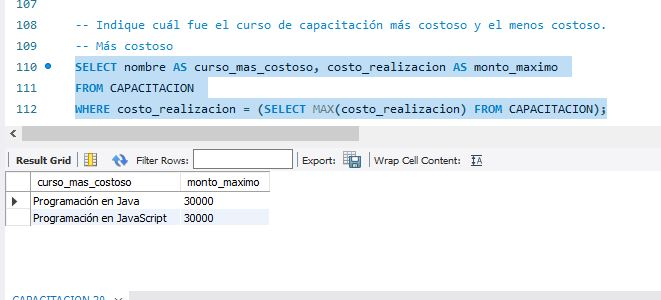 107
108 -- Indique cuál fue el curso de capacitación más costoso y el menos costoso.
109 -- Más costoso
110 SELECT nombre AS curso_mas_costoso, costo_realizacion AS monto_maximo
111 FROM CAPACITACION
112 WHERE costo_realizacion = (SELECT MAX(costo_realizacion) FROM CAPACITACION);
Result Grid Filter Rows: Export: Wrap Cell Content:
curso_mas_costoso monto_maximo
Programación en Java 30000
Programación en JavaScript 30000